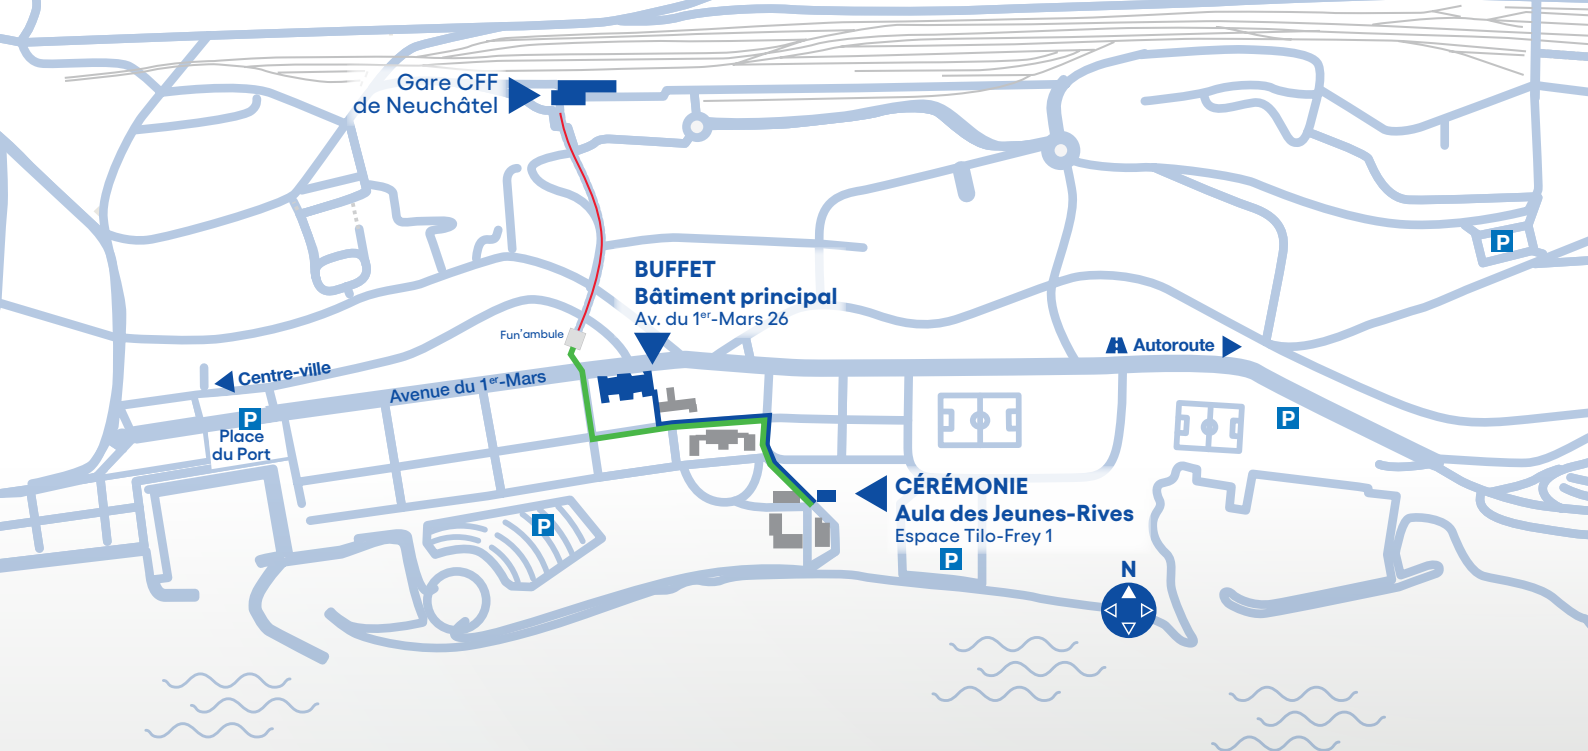 Gare CFF
de Neuchâtel
BUFFET
Bâtiment principal
Av. du 1er-Mars 26
Fun'ambule
Autoroute
Centre-ville
Avenue du 1er-Mars
P
P
P
Place
du Port
CÉRÉMONIE
Aula des Jeunes-Rives
Espace Tilo-Frey 1
P
P
N